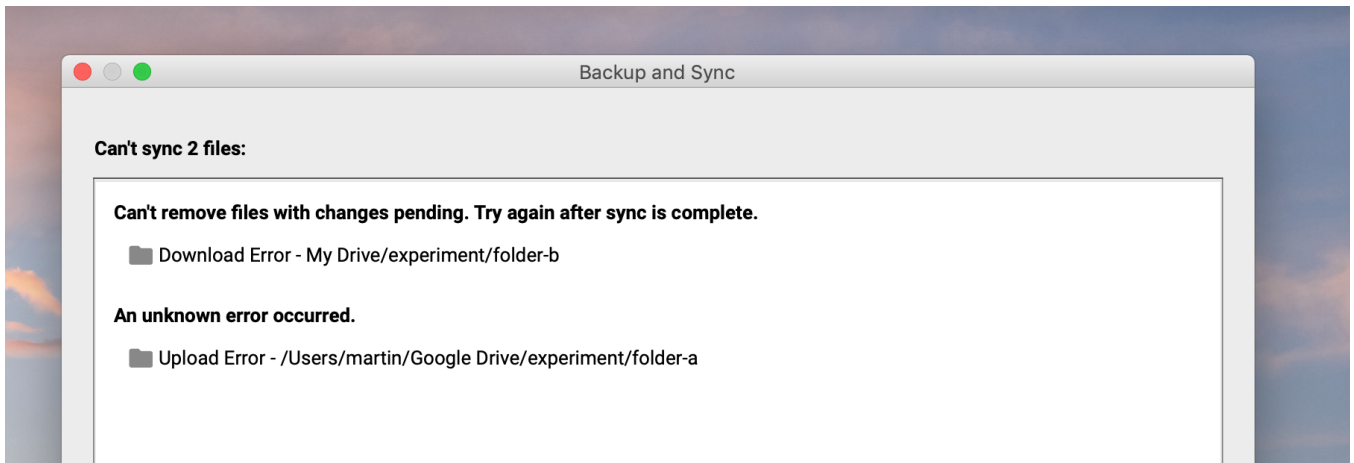 Backup and Sync
Can't sync 2 files:
Can't remove files with changes pending. Try again after sync is complete.
Download Error - My Drive/experiment/folder-b
An unknown error occurred.
Upload Error - /Users/martin/Google Drive/experiment/folder-a